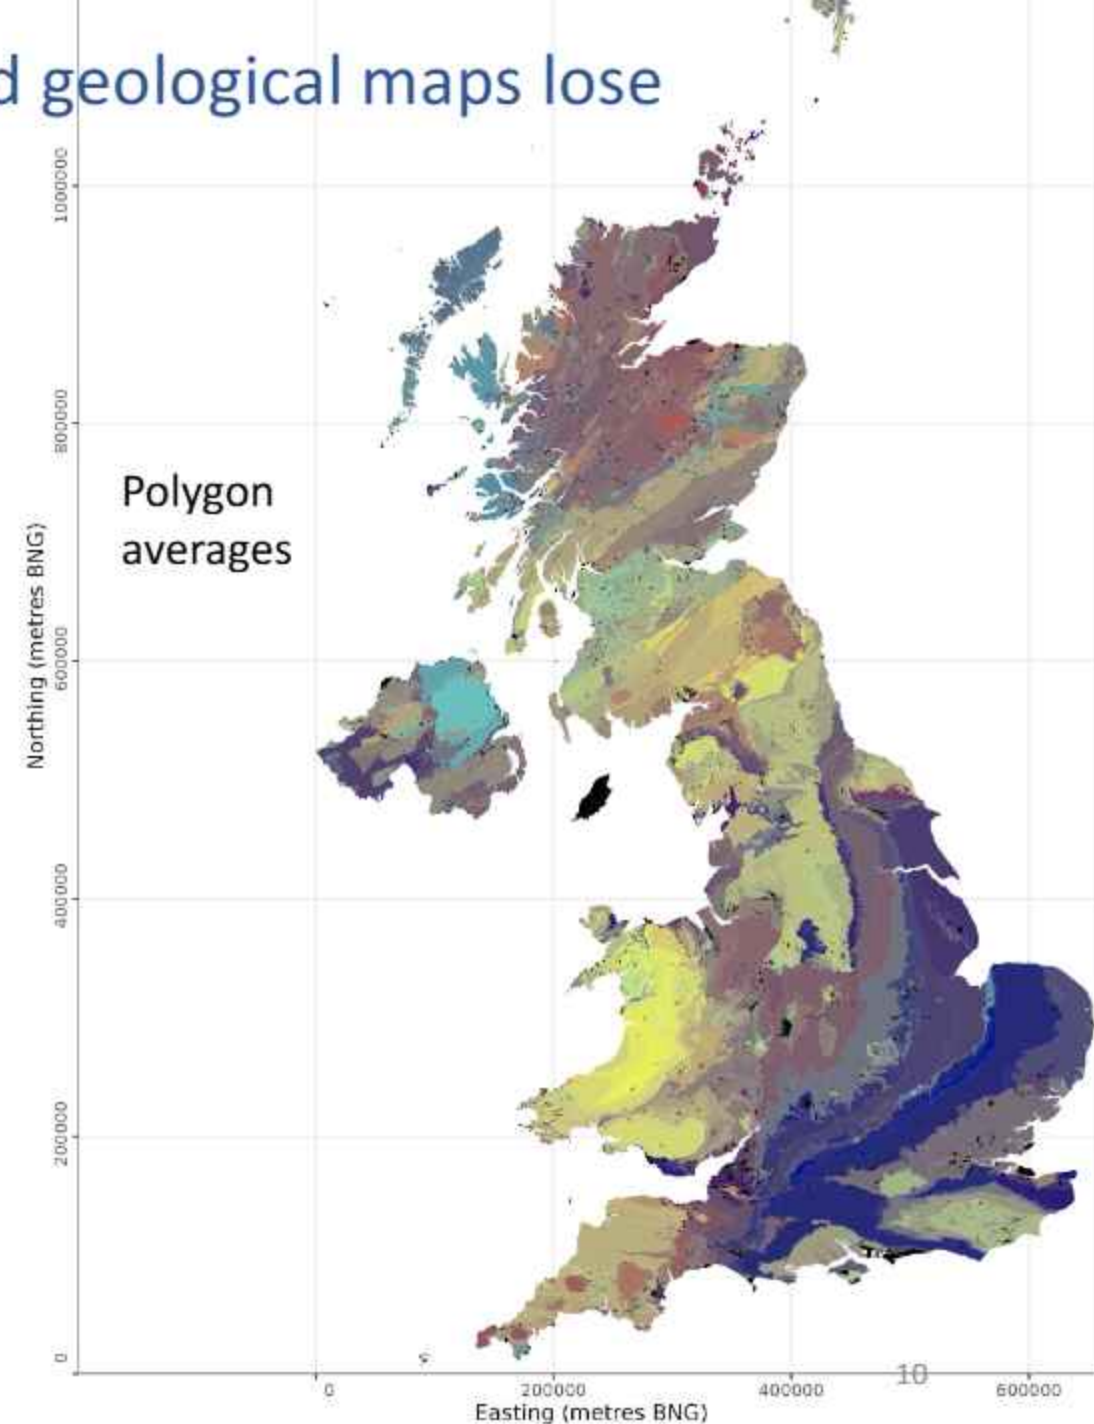 d geological maps lose
1000000
800000
Polygon
averages
Northing (metres BNG)
600000
400000
200000
0
0
200000
400000
600000
10
Easting (metres BNG)